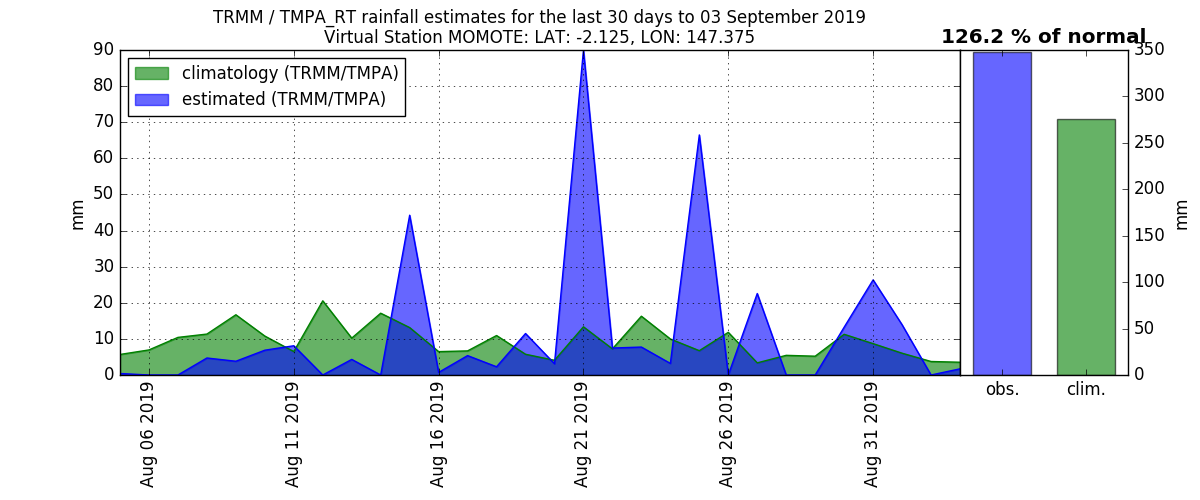 TRMM / TMPA_RT rainfall estimates for the last 30 days to 03 September 2019
Virtual Station MOMOTE: LAT: -2.125, LON: 147.375
126.2 % of normal
climatology (TRMM/TMPA)
estimated (TRMM/TMPA)
mm
90
80
70
60
50
40
30
20
10
0
Aug 06 2019
Aug 11 2019
Aug 16 2019
Aug 21 2019
Aug 26 2019
Aug 31 2019
350
300
250
200
150
100
50
0
mm
obs.
clim.